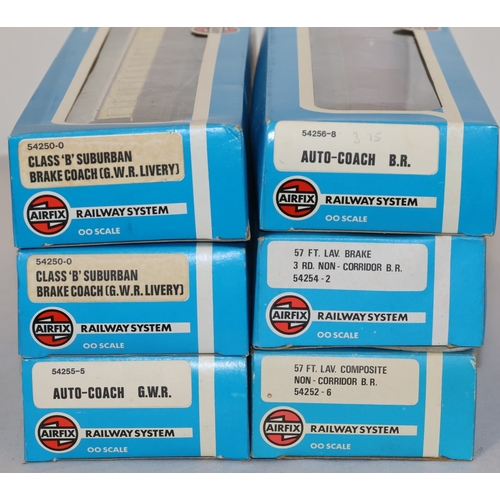 54250-0
CLASS 'B' SUBURBAN
BRAKE COACH (G.W.R. LIVERY)
AIRFIX RAILWAY SYSTEM
OO SCALE
54250-0
CLASS 'B' SUBURBAN
BRAKE COACH (G.W.R. LIVERY)
AIRFIX RAILWAY SYSTEM
OO SCALE
54255-5
AUTO-COACH G.W.R.
AIRFIX RAILWAY SYSTEM
OO SCALE
54256-8 3 75
AUTO-COACH B.R.
AIRFIX RAILWAY SYSTEM
OO SCALE
57 FT. LAV. BRAKE
3 RD. NON-CORRIDOR B.R.
54254-2
AIRFIX RAILWAY SYSTEM
OO SCALE
57 FT. LAV. COMPOSITE
NON-CORRIDOR B.R.
54252-6
AIRFIX RAILWAY SYSTEM
OO SCALE